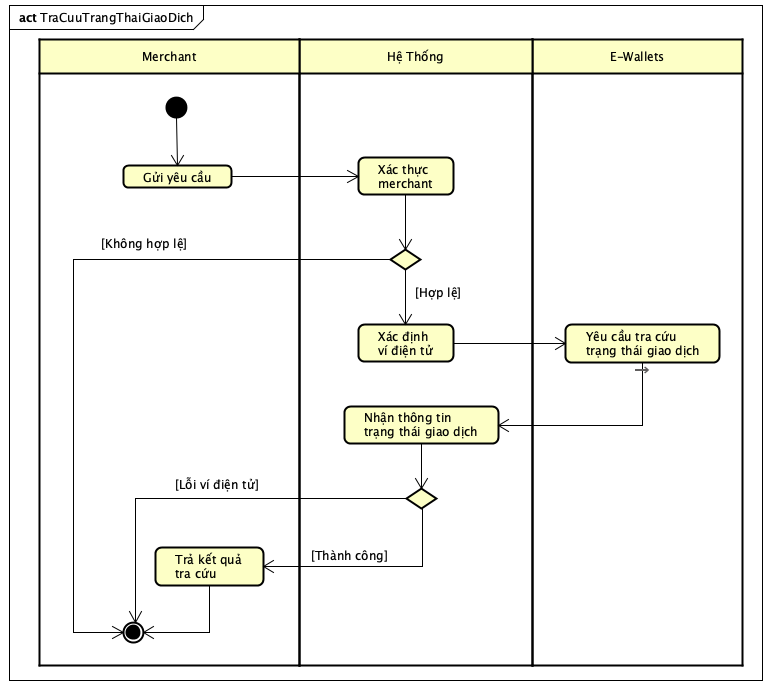 act TraCuuTrangThaiGiaoDich
Merchant
Hệ Thống
E-Wallets
Gửi yêu cầu
Xác thực
merchant
[Không hợp lệ]
[Hợp lệ]
Xác định
ví điện tử
Yêu cầu tra cứu
trạng thái giao dịch
Nhận thông tin
trạng thái giao dịch
[Lỗi ví điện tử]
[Thành công]
Trả kết quả
tra cứu